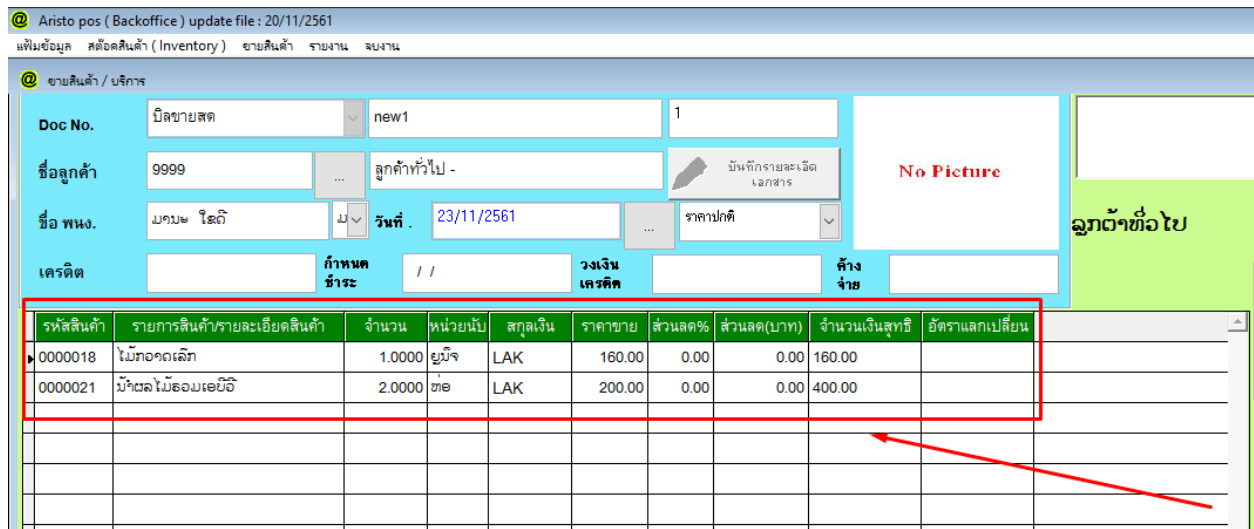 Aristo pos ( Backoffice ) update file : 20/11/2561
แฟ้มข้อมูล สต๊อคสินค้า ( Inventory ) ขายสินค้า รายงาน จบงาน
ขายสินค้า / บริการ
Doc No. บิลขายสด new1 1
ชื่อลูกค้า 9999 ... ลูกค้าทั่วไป - บันทึกรายละเอียด
เอกสาร
No Picture
ชื่อ พนง. ມານະ ใຈດີ ມ วันที่ . 23/11/2561 ... ราคาปกติ
ລູກຄ້າທົ່ວໄປ
เครดิต กำหนด
ชำระ / / วงเงิน
เครดิต ค้าง
จ่าย
รหัสสินค้า รายการสินค้า/รายละเอียดสินค้า จำนวน หน่วยนับ สกุลเงิน ราคาขาย ส่วนลด% ส่วนลด(บาท) จำนวนเงินสุทธิ อัตราแลกเปลี่ยน
0000018 1.0000 LAK 160.00 0.00 0.00 160.00
0000021 2.0000 ຫໍ່ LAK 200.00 0.00 0.00 400.00